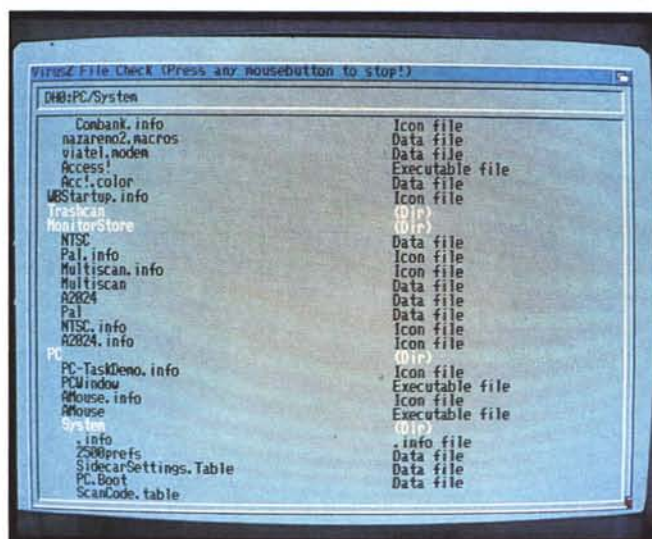 VirusZ File Check (Press any mousebutton to stop!)
DH0:PC/System
Combank.info Icon file
nazareno2.macros Data file
viatel.modem Data file
Access! Executable file
Acc!.color Data file
WBStartup.info Icon file
Trashcan (Dir)
MonitorStore (Dir)
NTSC Data file
Pal.info Icon file
Multiscan.info Icon file
Multiscan Data file
A2024 Data file
Pal Data file
NTSC.info Icon file
A2024.info Icon file
PC (Dir)
PC-TaskDemo.info Icon file
PCWindow Executable file
AMouse.info Icon file
AMouse Executable file
System (Dir)
.info .info file
2500prefs Data file
SidecarSettings.Table Data file
PC.Boot Data file
ScanCode.table